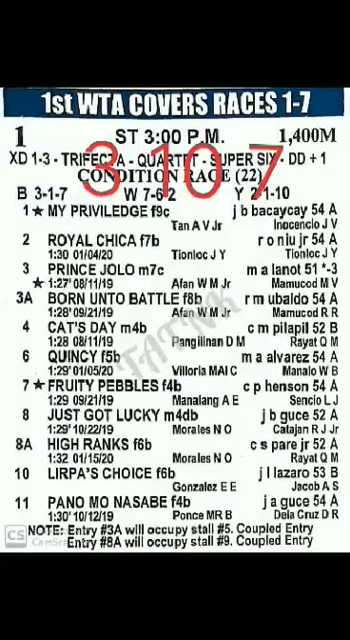 1st WTA COVERS RACES 1-7
1 ST 3:00 P.M. 1,400M
XD 1-3 - TRIFECTA - QUARTET - SUPER SIX - DD + 1
3 10 7
CONDITION RACE (22)
B 3-1-7 W 7-6-2 Y 2-1-10
1 ★ MY PRIVILEDGE f9c j b bacaycay 54 A
Tan A V Jr Inocencio J V
2 ROYAL CHICA f7b r o niu jr 54 A
1:30 01/04/20 Tionloc J Y Tionloc J Y
3 PRINCE JOLO m7c m a lanot 51 *-3
★1:27' 08/11/19 Afan W M Jr Mamucod M V
3A BORN UNTO BATTLE f8b r m ubaldo 54 A
1:28' 09/21/19 Afan W M Jr Mamucod R R
4 CAT'S DAY m4b c m pilapil 52 B
1:28 08/11/19 Pangilinan D M Rayat Q M
6 QUINCY f5b m a alvarez 54 A
1:29' 01/05/20 Villoria MAI C Manalo W B
7 ★ FRUITY PEBBLES f4b c p henson 54 A
1:29 09/21/19 Manalang A E Sencio L J
8 JUST GOT LUCKY m4db j b guce 52 A
1:29' 10/22/19 Morales N O Catajan R J Jr
8A HIGH RANKS f6b c s pare jr 52 A
1:32 01/15/20 Morales N O Rayat Q M
10 LIRPA'S CHOICE f6b j l lazaro 53 B
Gonzalez E E Jacob A S
11 PANO MO NASABE f4b j a guce 54 A
1:30' 10/12/19 Ponce MR B Dela Cruz D R
NOTE: Entry #3A will occupy stall #5. Coupled Entry
Entry #8A will occupy stall #9. Coupled Entry
CS
TATINR